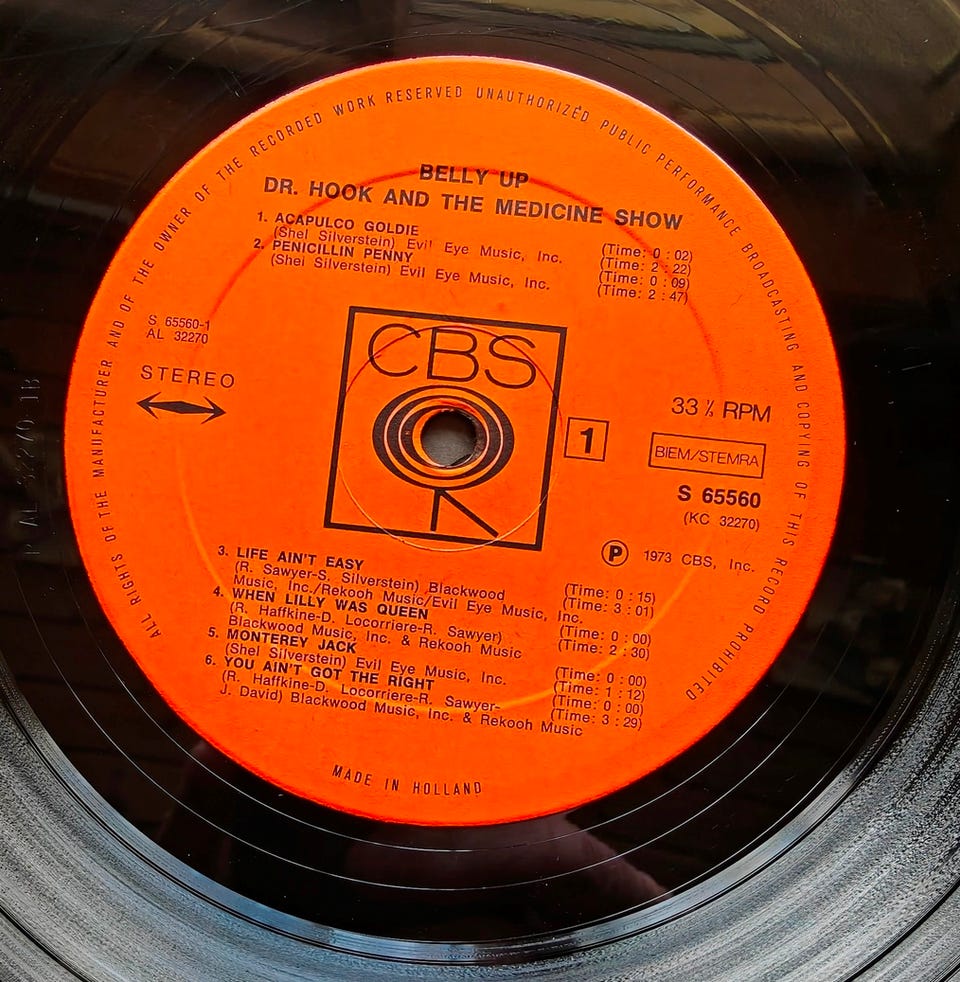 ALL RIGHTS OF THE MANUFACTURER AND OF THE OWNER OF THE RECORDED WORK RESERVED UNAUTHORIZED PUBLIC PERFORMANCE BROADCASTING AND COPYING OF THIS RECORD PROHIBITED
BELLY UP
DR. HOOK AND THE MEDICINE SHOW
1. ACAPULCO GOLDIE (Time: 0 : 02)
(Shel Silverstein) Evil Eye Music, Inc. (Time: 2 : 22)
2. PENICILLIN PENNY (Time: 0 : 09)
(Shel Silverstein) Evil Eye Music, Inc. (Time: 2 : 47)
S 65560-1
AL 32270
STEREO
CBS
1
33 ⅓ RPM
BIEM/STEMRA
S 65560
(KC 32270)
Ⓟ 1973 CBS, Inc.
3. LIFE AIN'T EASY
(R. Sawyer-S. Silverstein) Blackwood (Time: 0 : 15)
Music, Inc./Rekooh Music/Evil Eye Music, Inc. (Time: 3 : 01)
4. WHEN LILLY WAS QUEEN
(R. Haffkine-D. Locorriere-R. Sawyer) (Time: 0 : 00)
Blackwood Music, Inc. & Rekooh Music (Time: 2 : 30)
5. MONTEREY JACK (Time: 0 : 00)
(Shel Silverstein) Evil Eye Music, Inc. (Time: 1 : 12)
6. YOU AIN'T GOT THE RIGHT (Time: 0 : 00)
(R. Haffkine-D. Locorriere-R. Sawyer- (Time: 3 : 29)
J. David) Blackwood Music, Inc. & Rekooh Music
MADE IN HOLLAND
AL 32270 1B